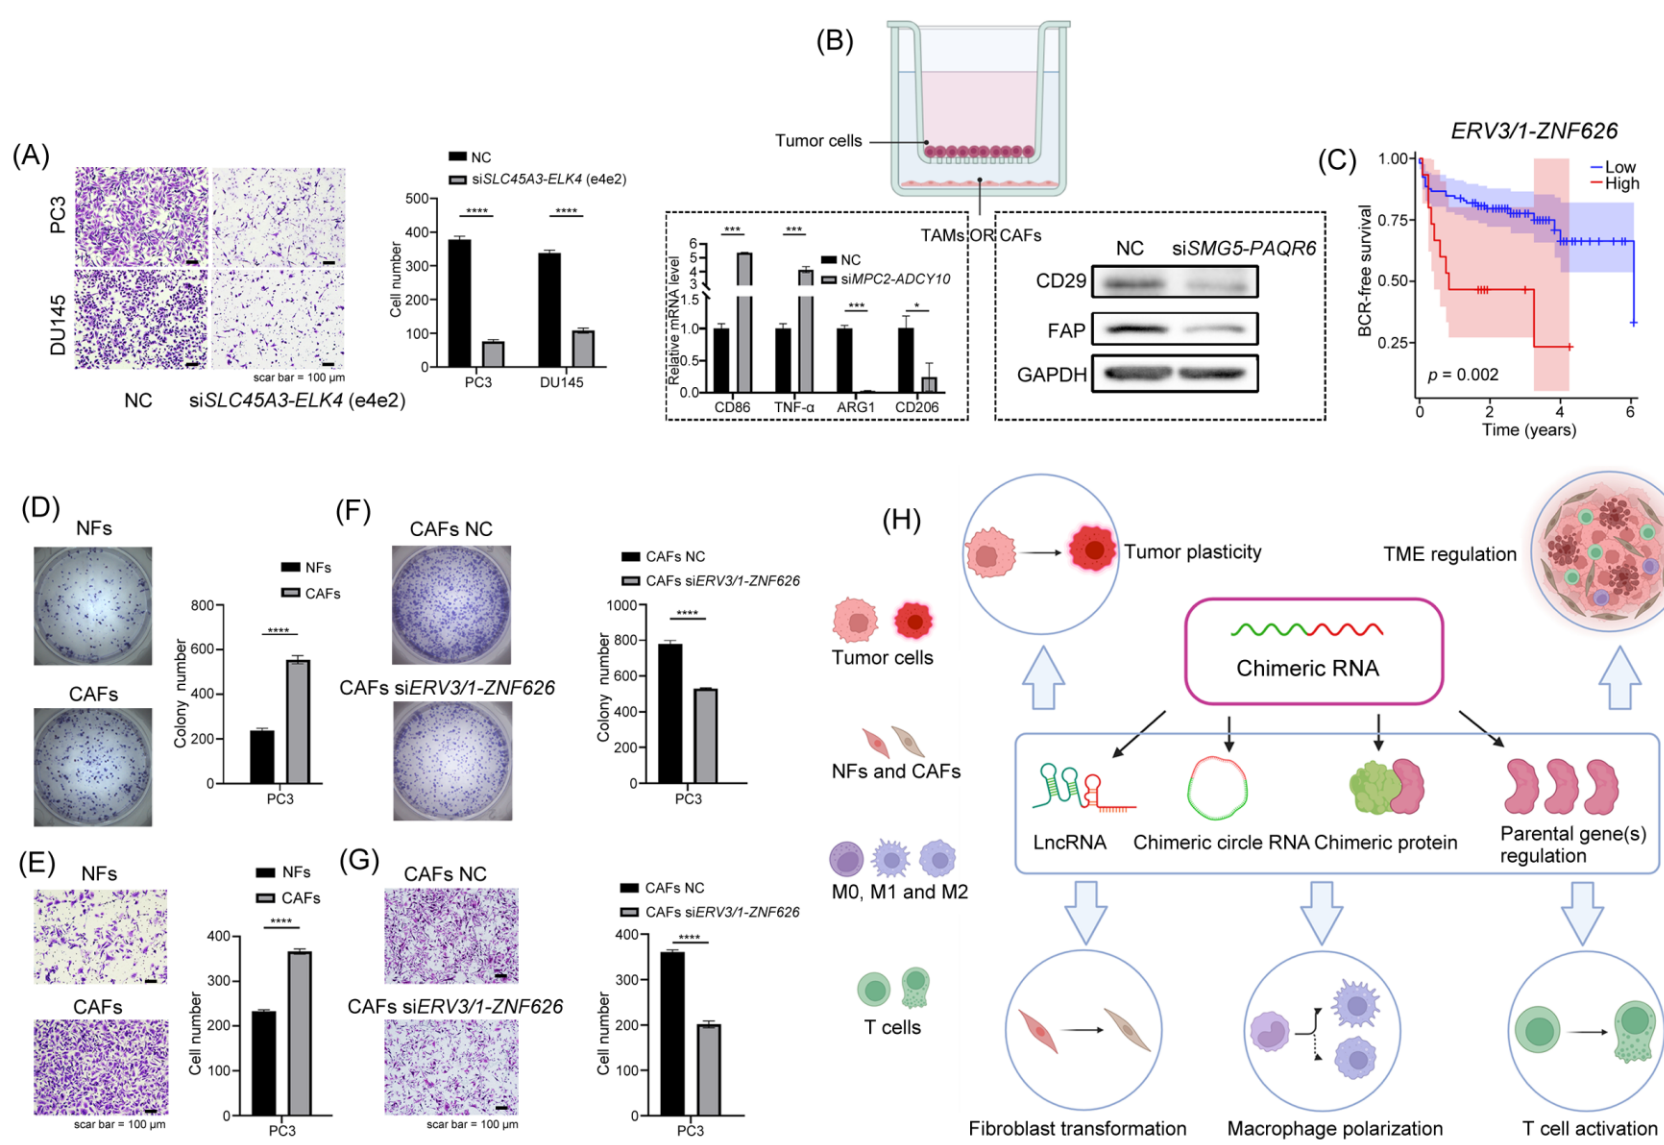 (A)
PC3
DU145
scar bar = 100 μm
NC
siSLC45A3-ELK4 (e4e2)
NC
siSLC45A3-ELK4 (e4e2)
Cell number
500
400
300
200
100
0
****
****
PC3
DU145
(B)
Tumor cells
TAMs OR CAFs
Relative mRNA level
6
5
4
3
1.5
1.0
0.5
0.0
***
***
***
*
NC
siMPC2-ADCY10
CD86
TNF-α
ARG1
CD206
NC
siSMG5-PAQR6
CD29
FAP
GAPDH
(C)
ERV3/1-ZNF626
BCR-free survival
1.00
0.75
0.50
0.25
Low
High
p = 0.002
0
2
4
6
Time (years)
(D)
NFs
CAFs
NFs
CAFs
Colony number
800
600
400
200
0
****
PC3
(E)
NFs
CAFs
scar bar = 100 μm
NFs
CAFs
Cell number
400
300
200
100
0
****
PC3
(F)
CAFs NC
CAFs siERV3/1-ZNF626
CAFs NC
CAFs siERV3/1-ZNF626
Colony number
1000
800
600
400
200
0
****
PC3
(G)
CAFs NC
CAFs siERV3/1-ZNF626
scar bar = 100 μm
CAFs NC
CAFs siERV3/1-ZNF626
Cell number
400
300
200
100
0
****
PC3
(H)
Tumor cells
NFs and CAFs
M0, M1 and M2
T cells
Tumor plasticity
TME regulation
Chimeric RNA
LncRNA
Chimeric circle RNA
Chimeric protein
Parental gene(s)
regulation
Fibroblast transformation
Macrophage polarization
T cell activation